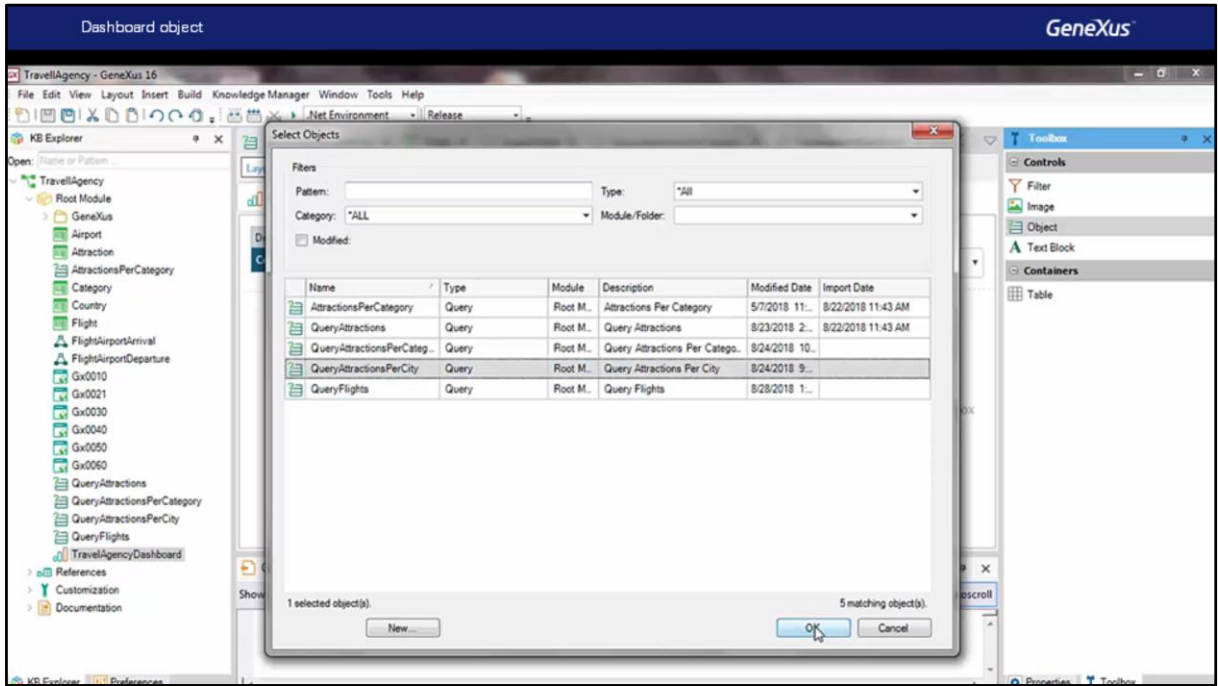 Dashboard object
GeneXus
TravellAgency - GeneXus 16
File Edit View Layout Insert Build Knowledge Manager Window Tools Help
.Net Environment Release
KB Explorer
Open: Name or Pattern ...
TravellAgency
Root Module
GeneXus
Airport
Attraction
AttractionsPerCategory
Category
Country
Flight
FlightAirportArrival
FlightAirportDeparture
Gx0010
Gx0021
Gx0030
Gx0040
Gx0050
Gx0060
QueryAttractions
QueryAttractionsPerCategory
QueryAttractionsPerCity
QueryFlights
TravelAgencyDashboard
References
Customization
Documentation
KB Explorer Preferences
Select Objects
Filters
Pattern: Type: *All
Category: *ALL Module/Folder:
Modified:
Name / Type Module Description Modified Date Import Date
AttractionsPerCategory Query Root M... Attractions Per Category 5/7/2018 11:... 8/22/2018 11:43 AM
QueryAttractions Query Root M... Query Attractions 8/23/2018 2:... 8/22/2018 11:43 AM
QueryAttractionsPerCateg... Query Root M... Query Attractions Per Catego... 8/24/2018 10...
QueryAttractionsPerCity Query Root M... Query Attractions Per City 8/24/2018 9:...
QueryFlights Query Root M... Query Flights 8/28/2018 1:...
1 selected object(s). 5 matching object(s).
New... OK Cancel
Show
oscroll
Toolbox
Controls
Filter
Image
Object
Text Block
Containers
Table
Properties Toolbox